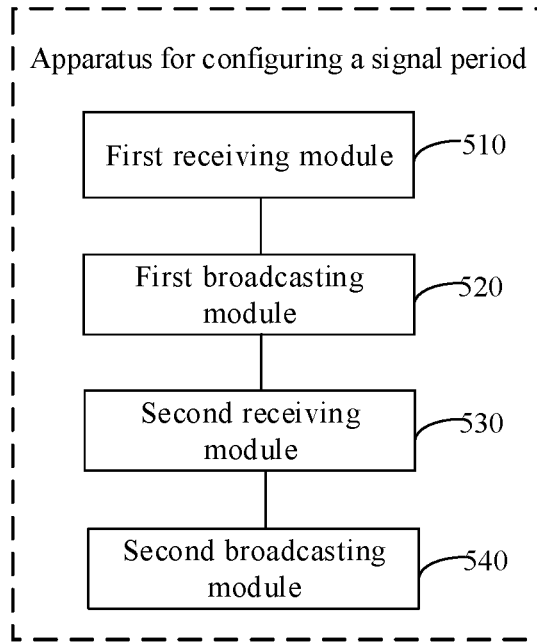 Apparatus for configuring a signal period
First receiving module
510
First broadcasting
module
520
Second receiving
module
530
Second broadcasting
module
540